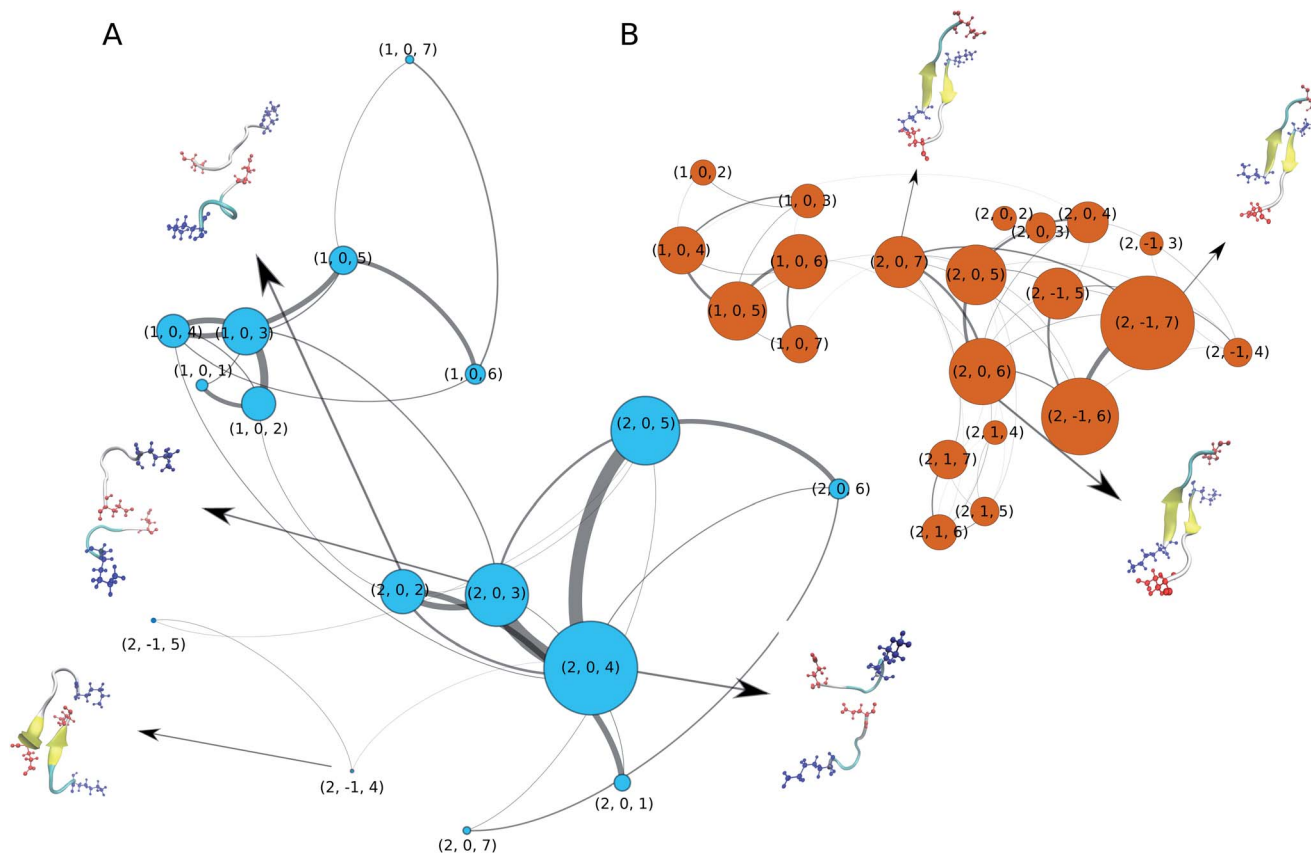 A
B
(1, 0, 7)
(1, 0, 5)
(1, 0, 4)
(1, 0, 3)
(1, 0, 1)
(1, 0, 6)
(1, 0, 2)
(2, 0, 5)
(2, 0, 6)
(2, 0, 2)
(2, 0, 3)
(2, -1, 5)
(2, 0, 4)
(2, -1, 4)
(2, 0, 1)
(2, 0, 7)
(1, 0, 2)
(1, 0, 3)
(1, 0, 4)
(1, 0, 6)
(1, 0, 5)
(1, 0, 7)
(2, 0, 7)
(2, 0, 2)
(2, 0, 3)
(2, 0, 4)
(2, -1, 3)
(2, 0, 5)
(2, -1, 5)
(2, -1, 7)
(2, -1, 4)
(2, 0, 6)
(2, -1, 6)
(2, 1, 4)
(2, 1, 7)
(2, 1, 5)
(2, 1, 6)